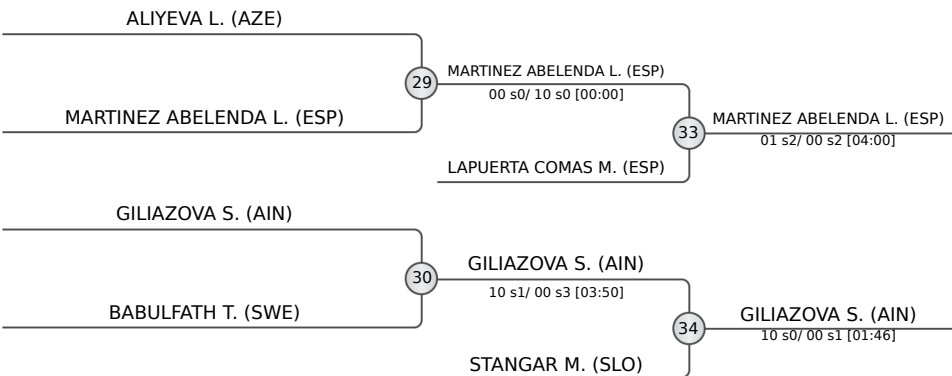 ALIYEVA L. (AZE)
29
MARTINEZ ABELENDA L. (ESP)
00 s0/ 10 s0 [00:00]
MARTINEZ ABELENDA L. (ESP)
33
MARTINEZ ABELENDA L. (ESP)
01 s2/ 00 s2 [04:00]
LAPUERTA COMAS M. (ESP)
GILIAZOVA S. (AIN)
30
GILIAZOVA S. (AIN)
10 s1/ 00 s3 [03:50]
BABULFATH T. (SWE)
34
GILIAZOVA S. (AIN)
10 s0/ 00 s1 [01:46]
STANGAR M. (SLO)